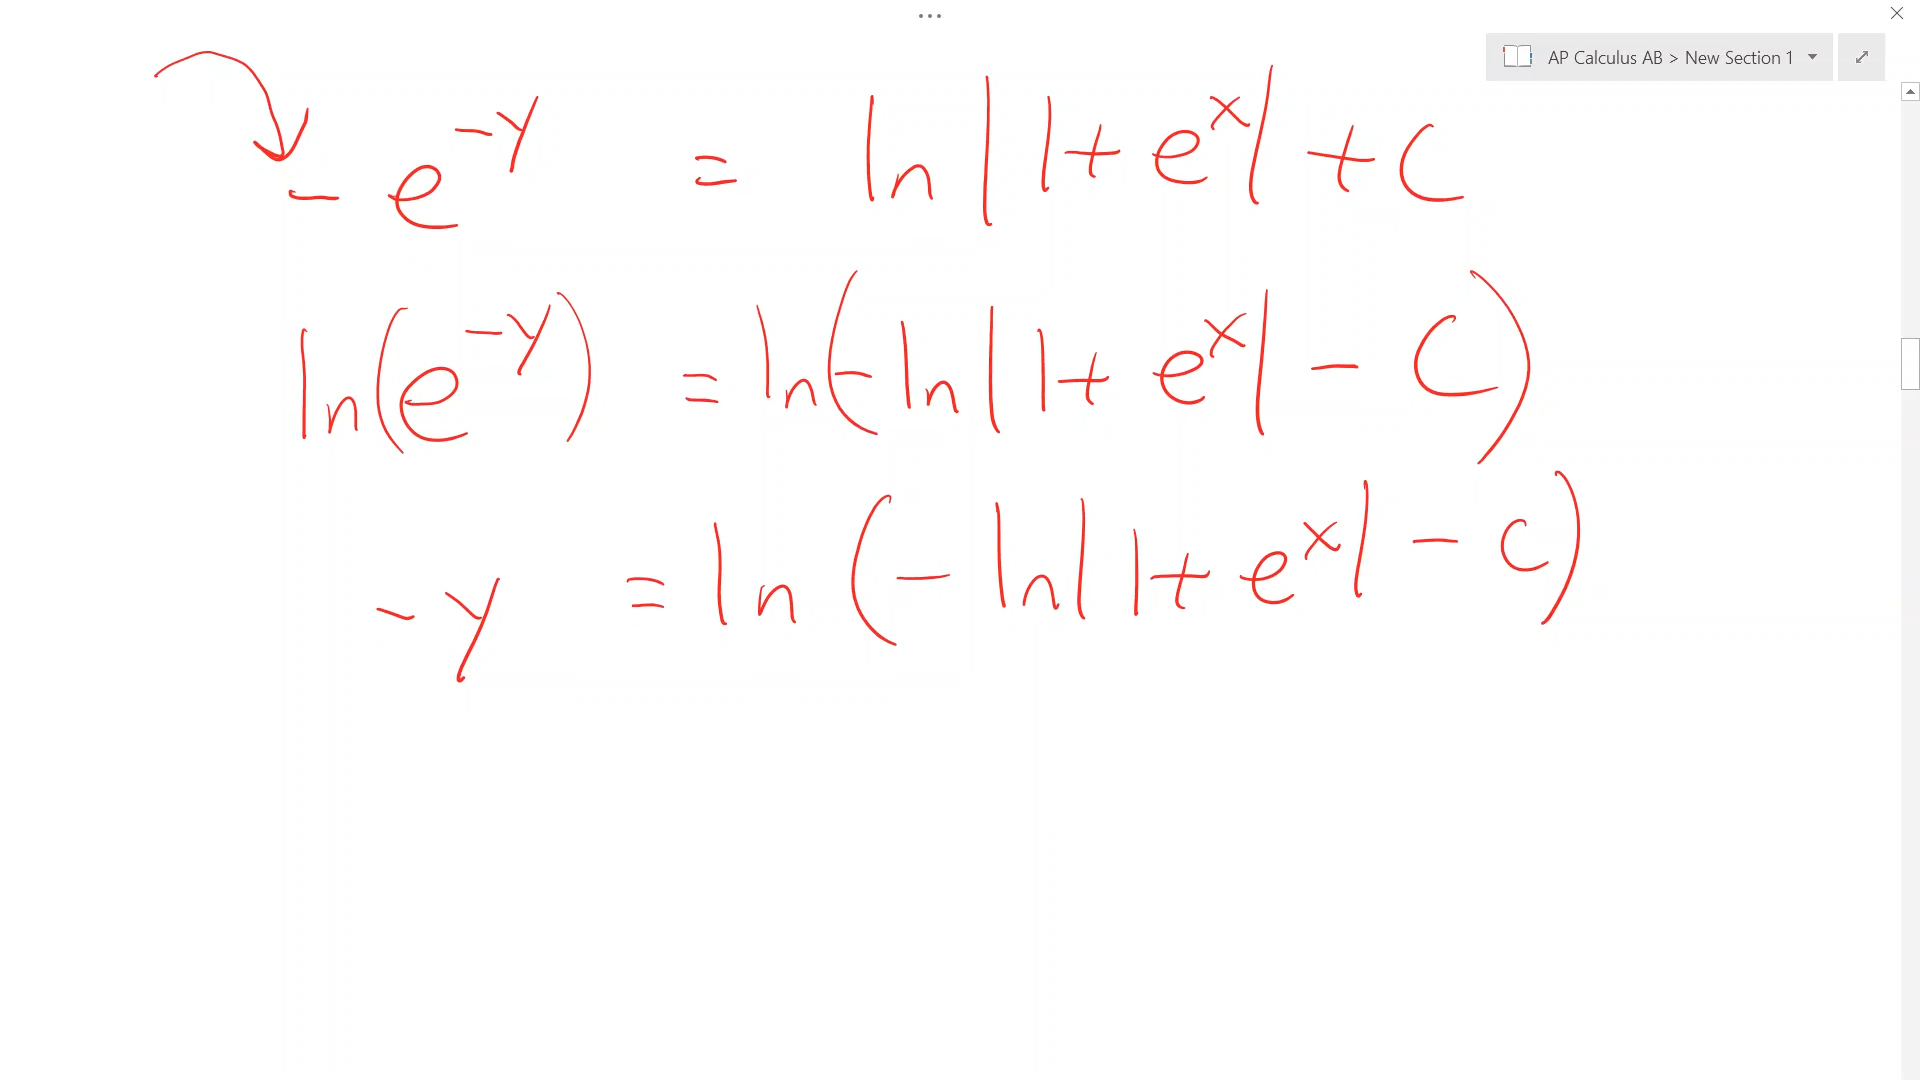 AP Calculus AB > New Section 1
- e^{-y} = ln|1+e^x| + C
ln(e^{-y}) = ln(-ln|1+e^x| - C)
-y = ln(-ln|1+e^x| - C)